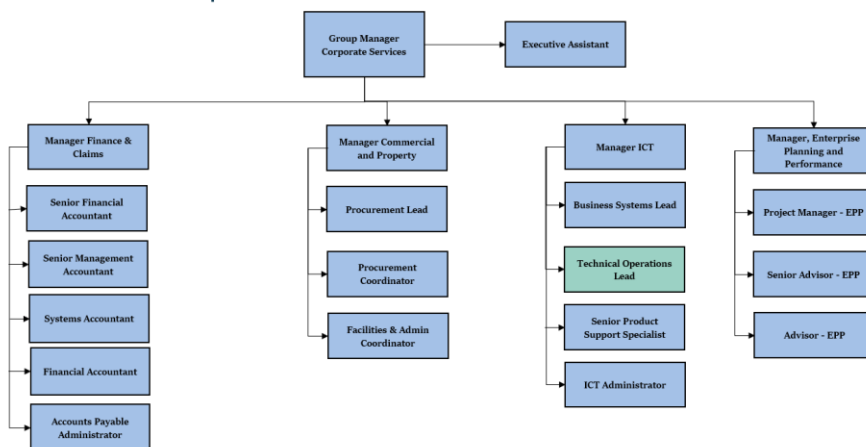 Group Manager
Corporate Services
Executive Assistant
Manager Finance &
Claims
Manager Commercial
and Property
Manager ICT
Manager, Enterprise
Planning and
Performance
Senior Financial
Accountant
Procurement Lead
Business Systems Lead
Project Manager - EPP
Senior Management
Accountant
Procurement
Coordinator
Technical Operations
Lead
Senior Advisor - EPP
Systems Accountant
Facilities & Admin
Coordinator
Senior Product
Support Specialist
Advisor - EPP
Financial Accountant
ICT Administrator
Accounts Payable
Administrator